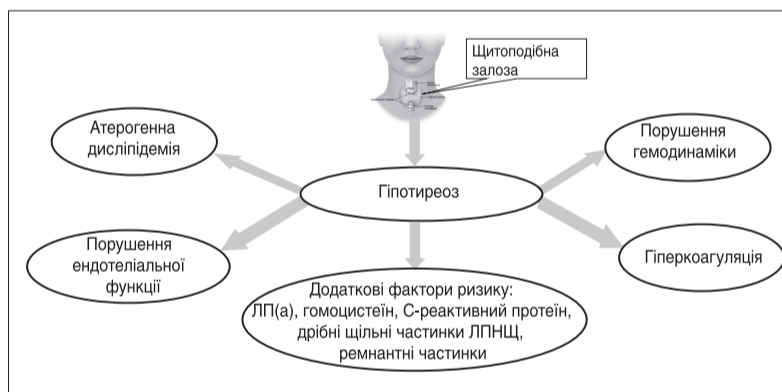 Щитоподібна
залоза
Атерогенна
дисліпідемія
Порушення
гемодинаміки
Гіпотиреоз
Порушення
ендотеліальної
функції
Гіперкоагуляція
Додаткові фактори ризику:
ЛП(а), гомоцистеїн, С-реактивний протеїн,
дрібні щільні частинки ЛПНЩ,
ремнантні частинки